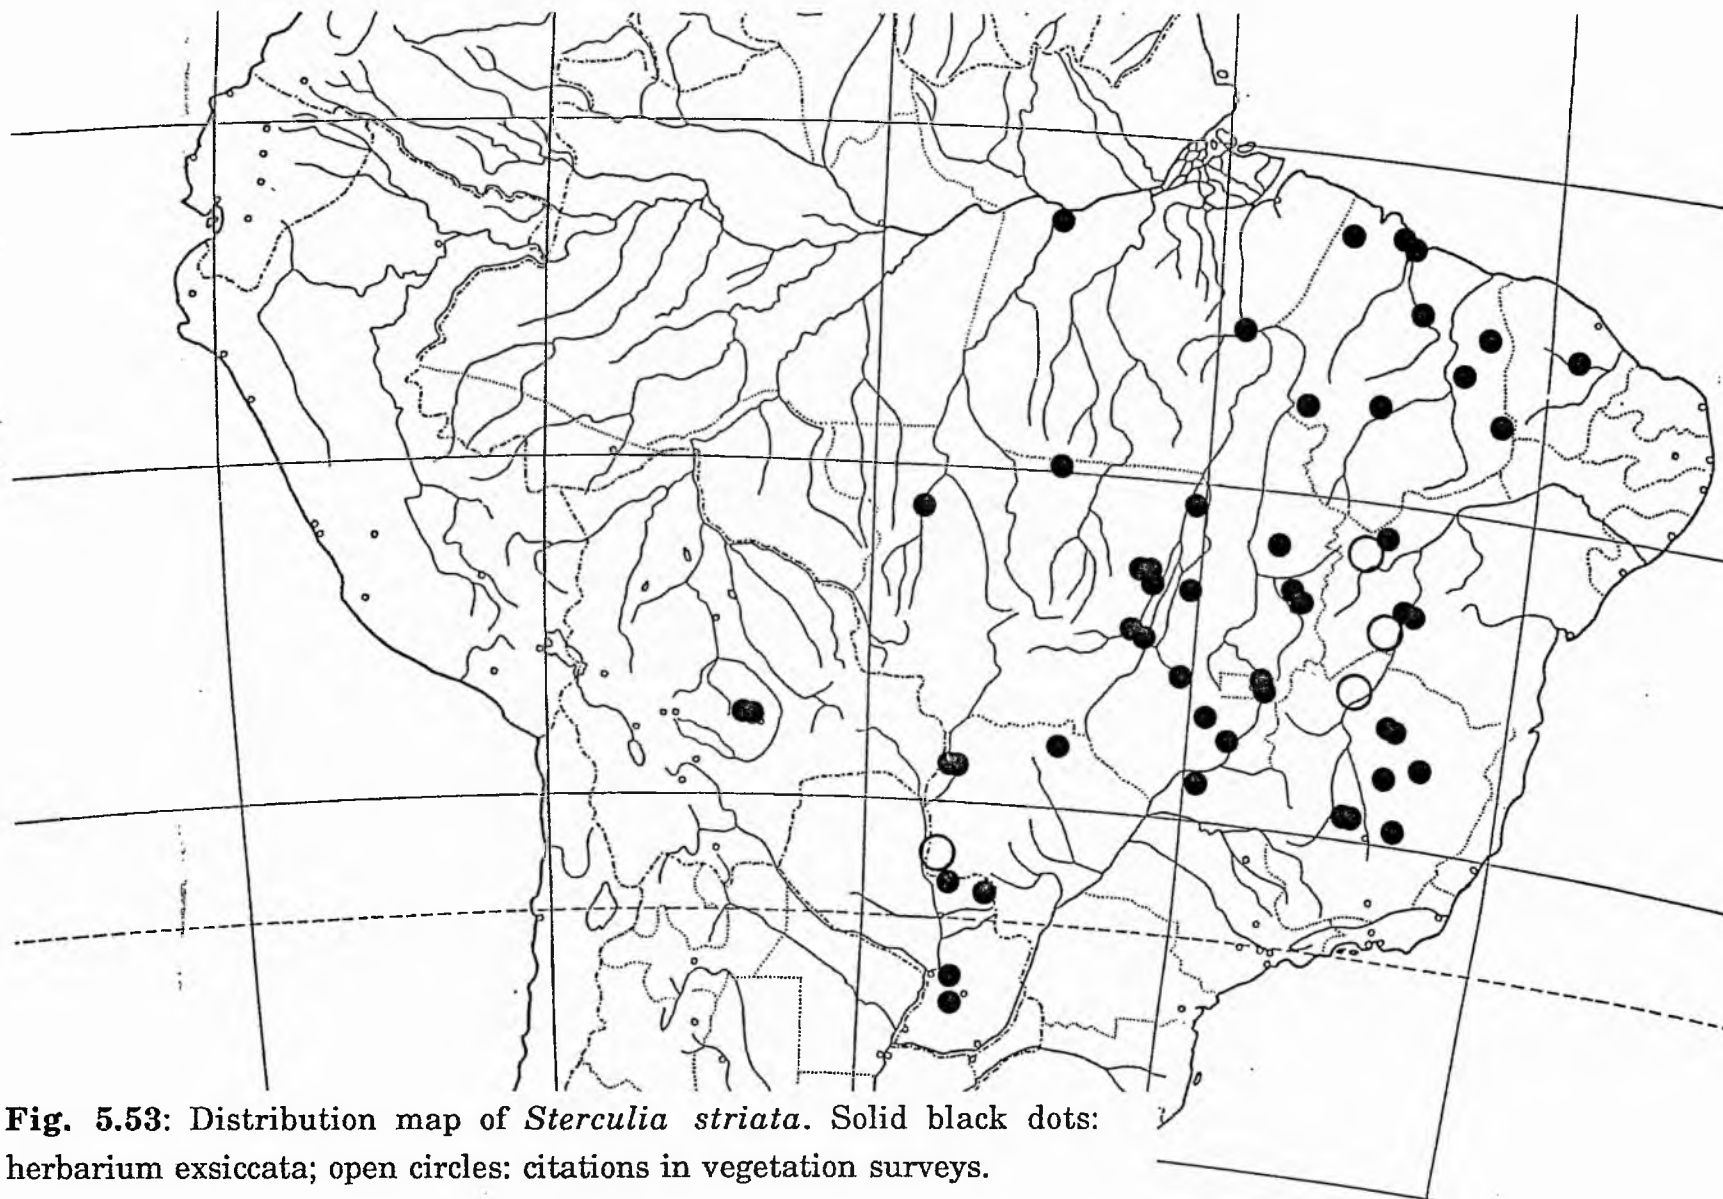 Fig. 5.53: Distribution map of Sterculia striata. Solid black dots:
herbarium exsiccata; open circles: citations in vegetation surveys.